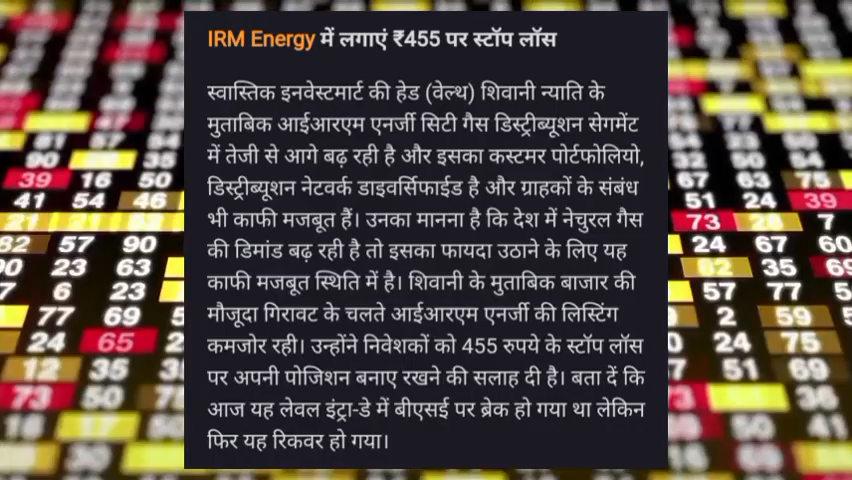 IRM Energy में लगाएं ₹455 पर स्टॉप लॉस
स्वास्तिक इनवेस्टमार्ट की हेड (वेल्थ) शिवानी न्याति के
मुताबिक आईआरएम एनर्जी सिटी गैस डिस्ट्रीब्यूशन सेगमेंट
में तेजी से आगे बढ़ रही है और इसका कस्टमर पोर्टफोलियो,
डिस्ट्रीब्यूशन नेटवर्क डाइवर्सिफाईड है और ग्राहकों के संबंध
भी काफी मजबूत हैं। उनका मानना है कि देश में नेचुरल गैस
की डिमांड बढ़ रही है तो इसका फायदा उठाने के लिए यह
काफी मजबूत स्थिति में है। शिवानी के मुताबिक बाजार की
मौजूदा गिरावट के चलते आईआरएम एनर्जी की लिस्टिंग
कमजोर रही। उन्होंने निवेशकों को 455 रुपये के स्टॉप लॉस
पर अपनी पोजिशन बनाए रखने की सलाह दी है। बता दें कि
आज यह लेवल इंट्रा-डे में बीएसई पर ब्रेक हो गया था लेकिन
फिर यह रिकवर हो गया।